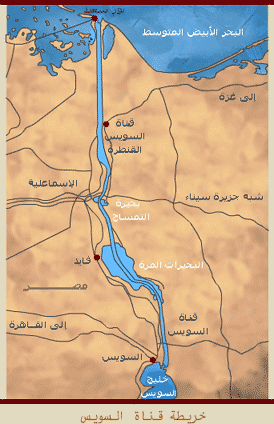 بور سعيد
البحر الأبيض المتوسط
إلى غزة
قناة
السويس
القنطرة
الإسماعلية
شبه جزيرة سيناء
بحيرة
التمساح
البحيرات المرة
فايد
مصر
قناة
السويس
إلى القاهرة
السويس
خليج
السويس
خريطة قناة السويس